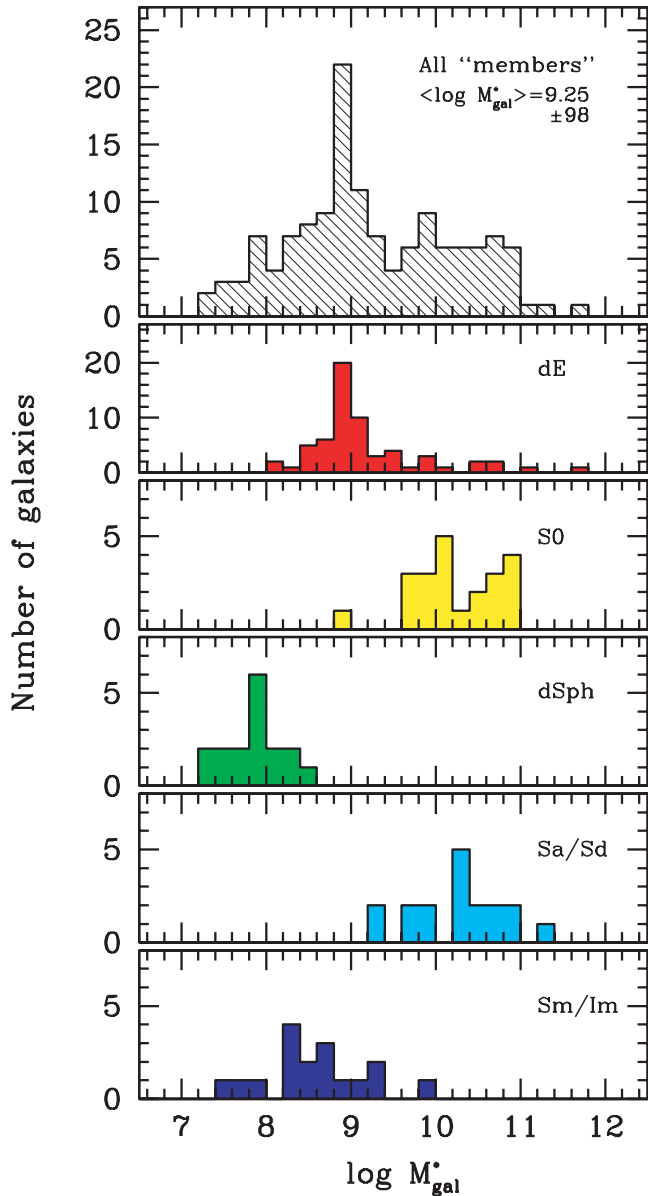 25
20
15
10
5
0
All “members”
<log M*gal>=9.25
±98
20
10
0
dE
5
0
S0
5
0
dSph
5
0
Sa/Sd
5
0
Sm/Im
7 8 9 10 11 12
log M*gal
Number of galaxies